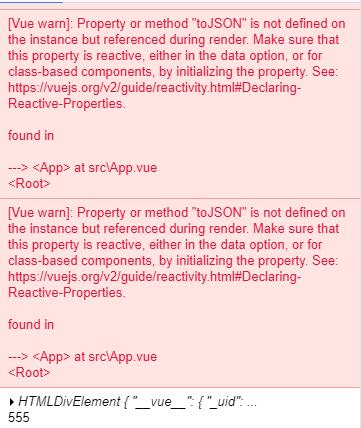 [Vue warn]: Property or method "toJSON" is not defined on
the instance but referenced during render. Make sure that
this property is reactive, either in the data option, or for
class-based components, by initializing the property. See:
https://vuejs.org/v2/guide/reactivity.html#Declaring-
Reactive-Properties.
found in
---> <App> at src\App.vue
<Root>
[Vue warn]: Property or method "toJSON" is not defined on
the instance but referenced during render. Make sure that
this property is reactive, either in the data option, or for
class-based components, by initializing the property. See:
https://vuejs.org/v2/guide/reactivity.html#Declaring-
Reactive-Properties.
found in
---> <App> at src\App.vue
<Root>
HTMLDivElement { "__vue__": { "_uid": ...
555